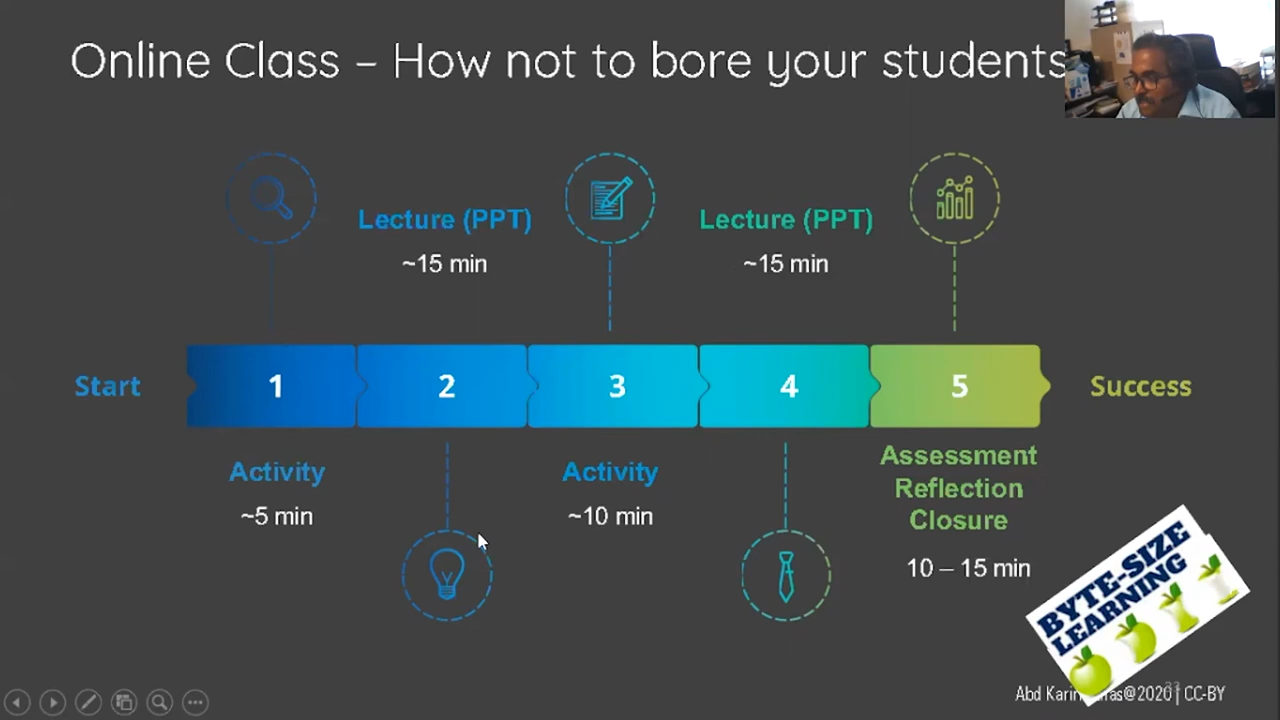 Online Class – How not to bore your students
Lecture (PPT)
~15 min
Lecture (PPT)
~15 min
Start
1
2
3
4
5
Success
Activity
~5 min
Activity
~10 min
Assessment
Reflection
Closure
10 – 15 min
BYTE-SIZE
LEARNING
33
Abd @2020 | CC-BY